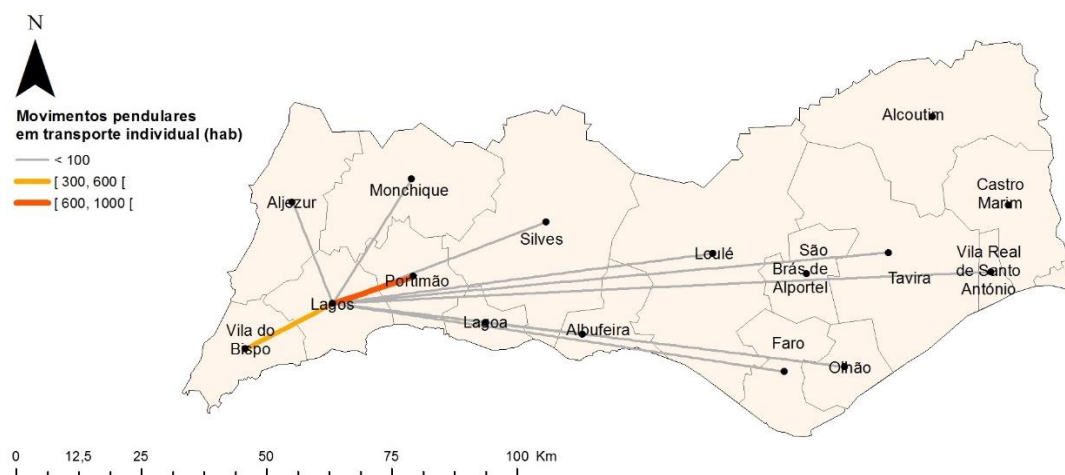 N
Movimentos pendulares
em transporte individual (hab)
< 100
[ 300, 600 [
[ 600, 1000 [
Alcoutim
Castro
Marim
Monchique
Aljezur
Silves
Loulé
São
Brás de
Alportel
Tavira
Vila Real
de Santo
António
Portimão
Lagos
Vila do
Bispo
Lagoa
Albufeira
Faro
Olhão
0 12,5 25 50 75 100 Km